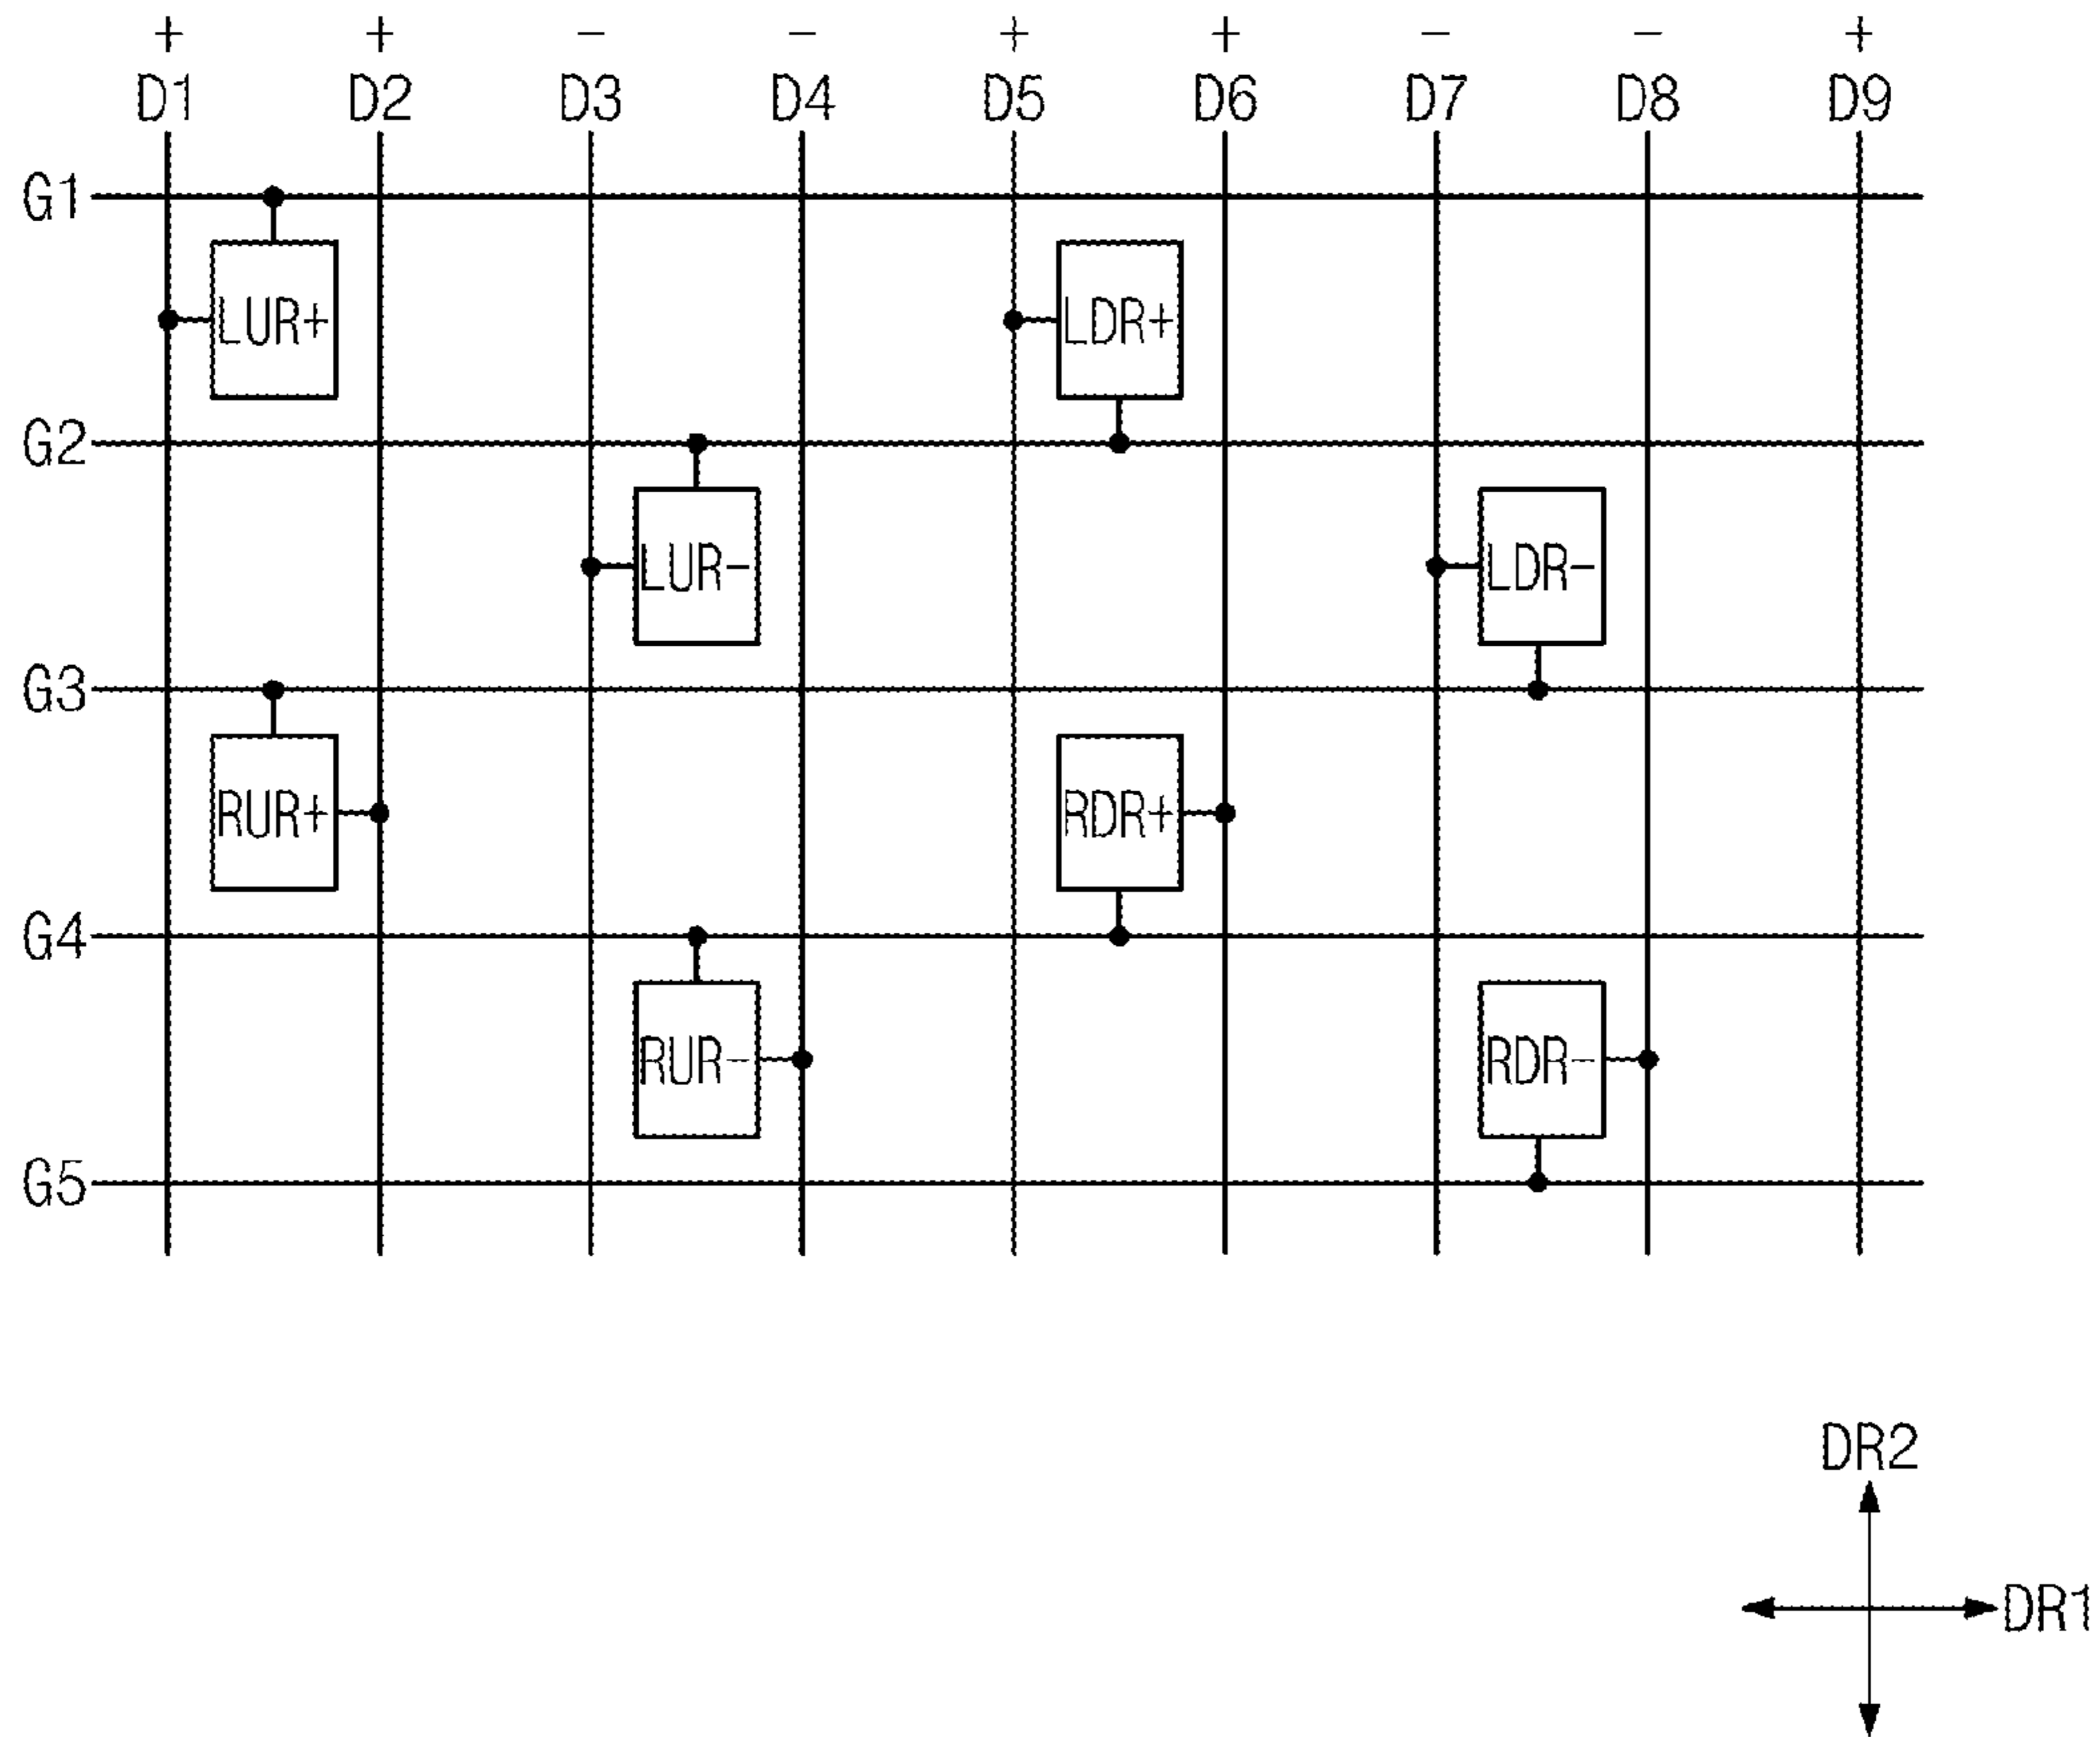 + + - - + + - - +
D1 D2 D3 D4 D5 D6 D7 D8 D9
G1
LUR+ LDR+
G2
LUR- LDR-
G3
RUR+ RDR+
G4
RUR- RDR-
G5
DR2
DR1